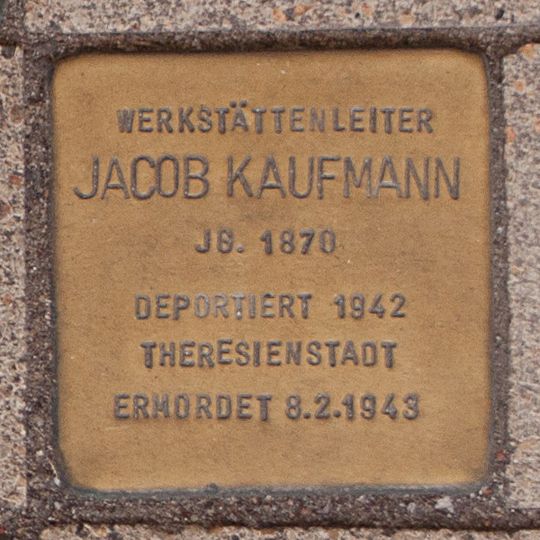 WERKSTÄTTENLEITER
JACOB KAUFMANN
JG. 1870
DEPORTIERT 1942
THERESIENSTADT
ERMORDET 8.2.1943